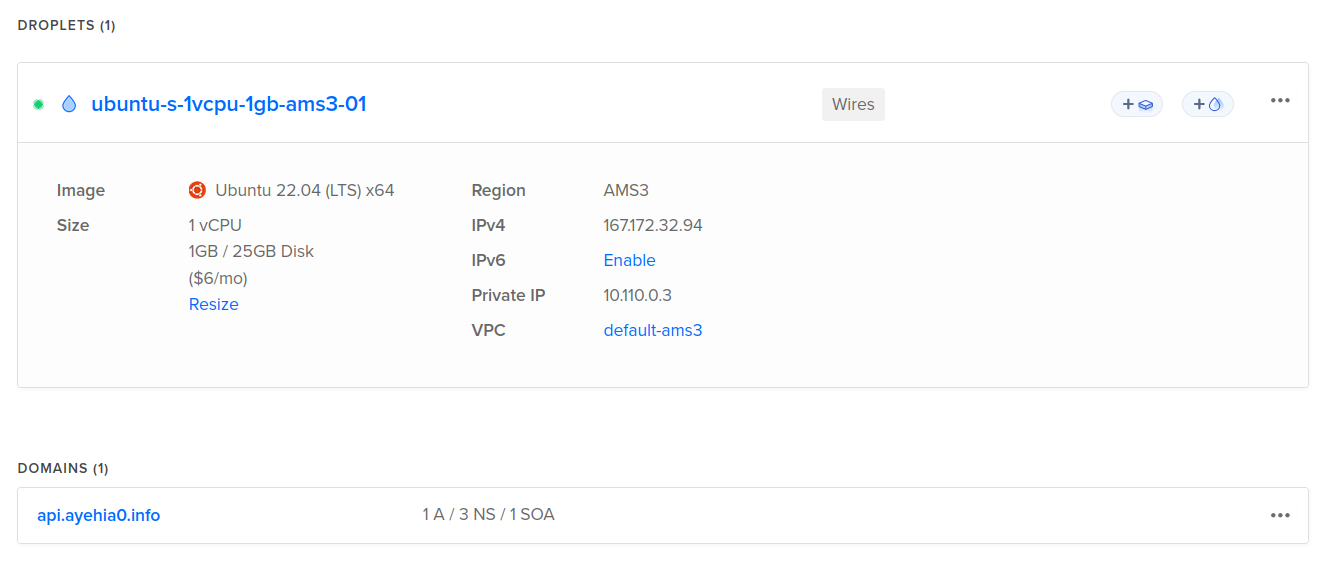 DROPLETS (1)
ubuntu-s-1vcpu-1gb-ams3-01 Wires + + •••
Image Ubuntu 22.04 (LTS) x64 Region AMS3
Size 1 vCPU IPv4 167.172.32.94
1GB / 25GB Disk IPv6 Enable
($6/mo) Private IP 10.110.0.3
Resize VPC default-ams3
DOMAINS (1)
api.ayehia0.info 1 A / 3 NS / 1 SOA •••